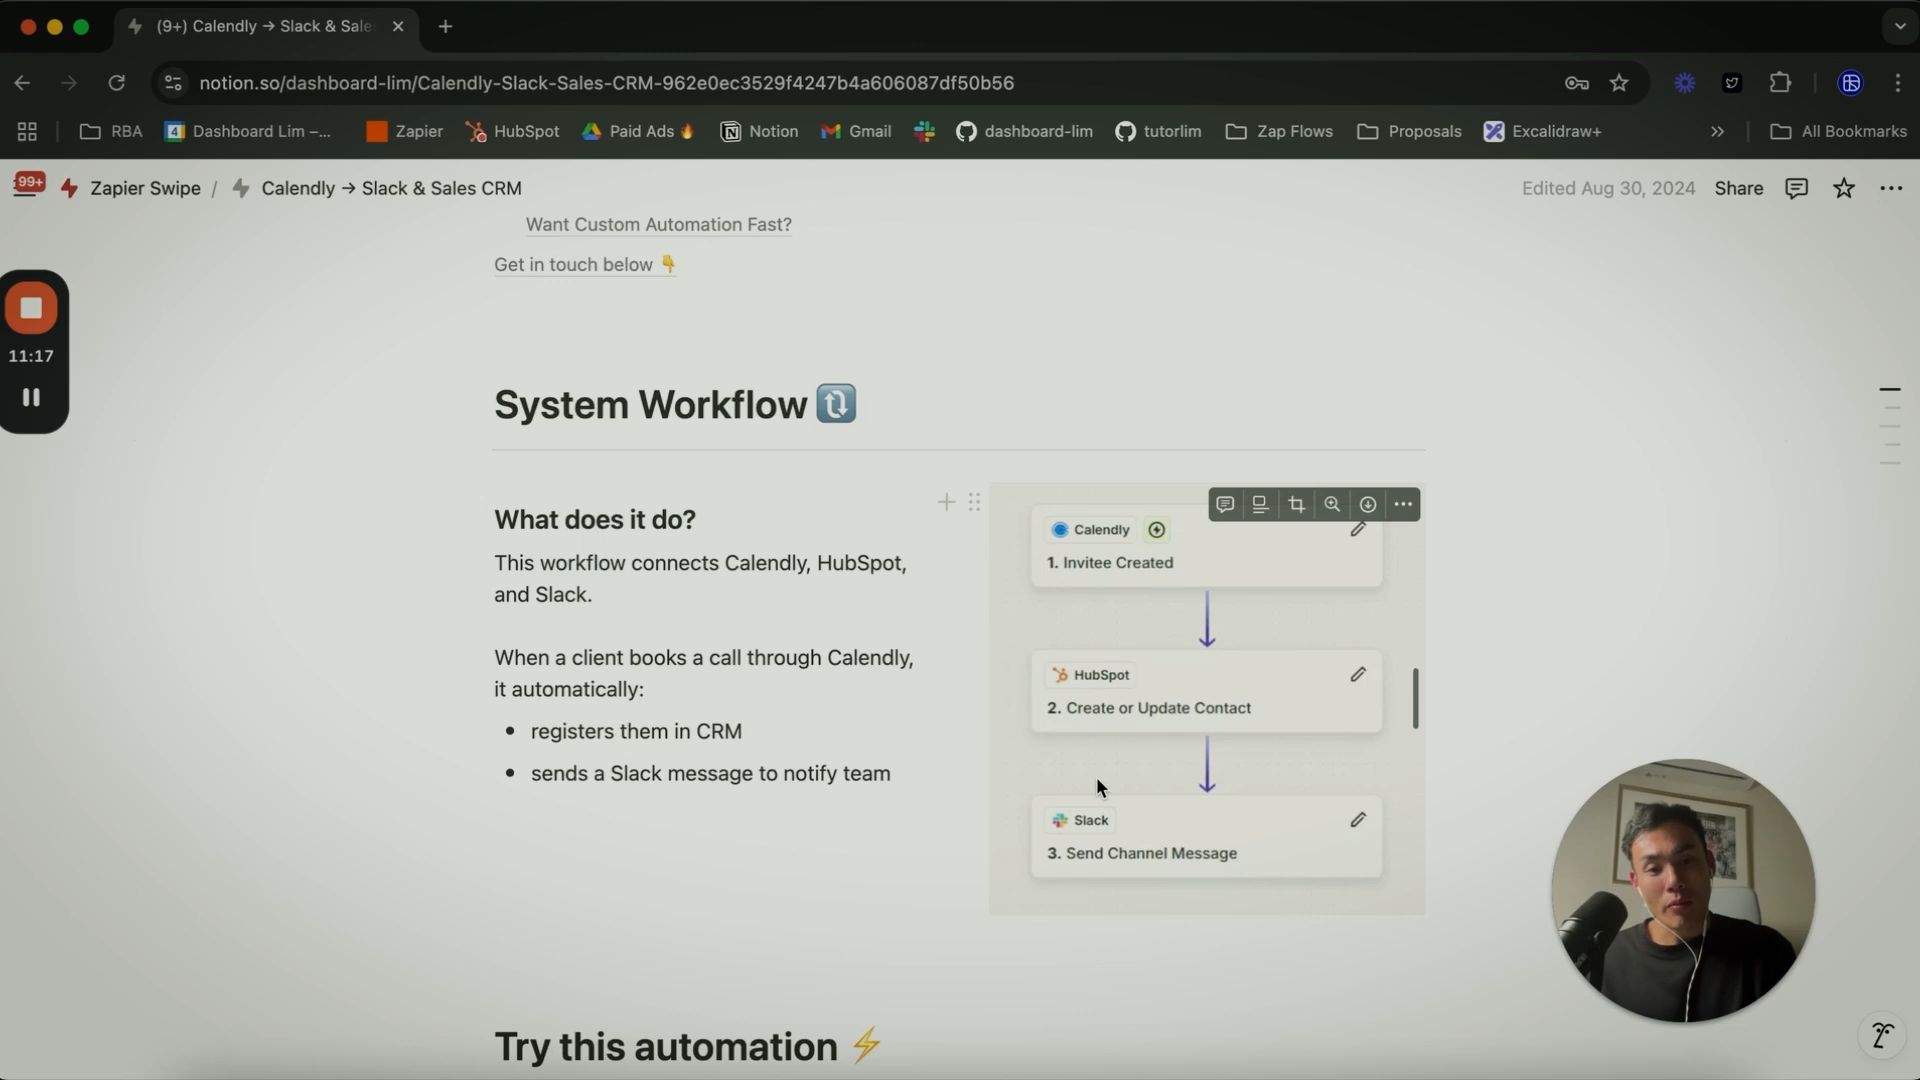 (9+) Calendly → Slack & Sale
notion.so/dashboard-lim/Calendly-Slack-Sales-CRM-962e0ec3529f4247b4a606087df50b56
RBA
4 Dashboard Lim –...
Zapier
HubSpot
Paid Ads 🔥
Notion
Gmail
dashboard-lim
tutorlim
Zap Flows
Proposals
Excalidraw+
All Bookmarks
99+
Zapier Swipe / Calendly → Slack & Sales CRM
Edited Aug 30, 2024
Share
Want Custom Automation Fast?
Get in touch below 👇
11:17
System Workflow 🔃
What does it do?
This workflow connects Calendly, HubSpot,
and Slack.
When a client books a call through Calendly,
it automatically:
• registers them in CRM
• sends a Slack message to notify team
Calendly
1. Invitee Created
HubSpot
2. Create or Update Contact
Slack
3. Send Channel Message
Try this automation ⚡